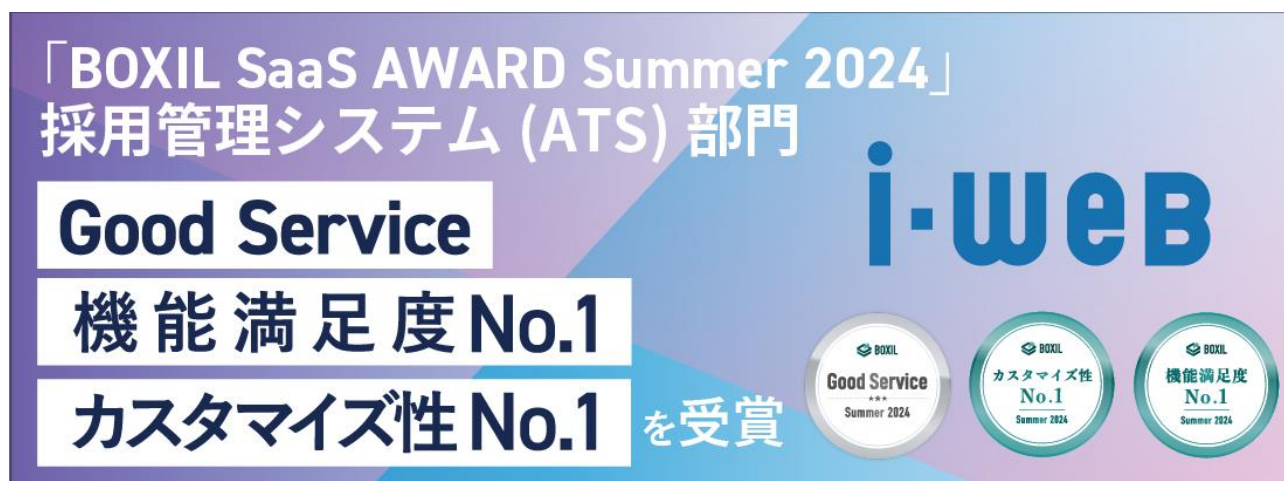 「BOXIL SaaS AWARD Summer 2024」
採用管理システム (ATS) 部門
Good Service
機能満足度No.1
カスタマイズ性No.1 を受賞
i-web
BOXIL
Good Service
★★★
Summer 2024
BOXIL
カスタマイズ性
No.1
Summer 2024
BOXIL
機能満足度
No.1
Summer 2024